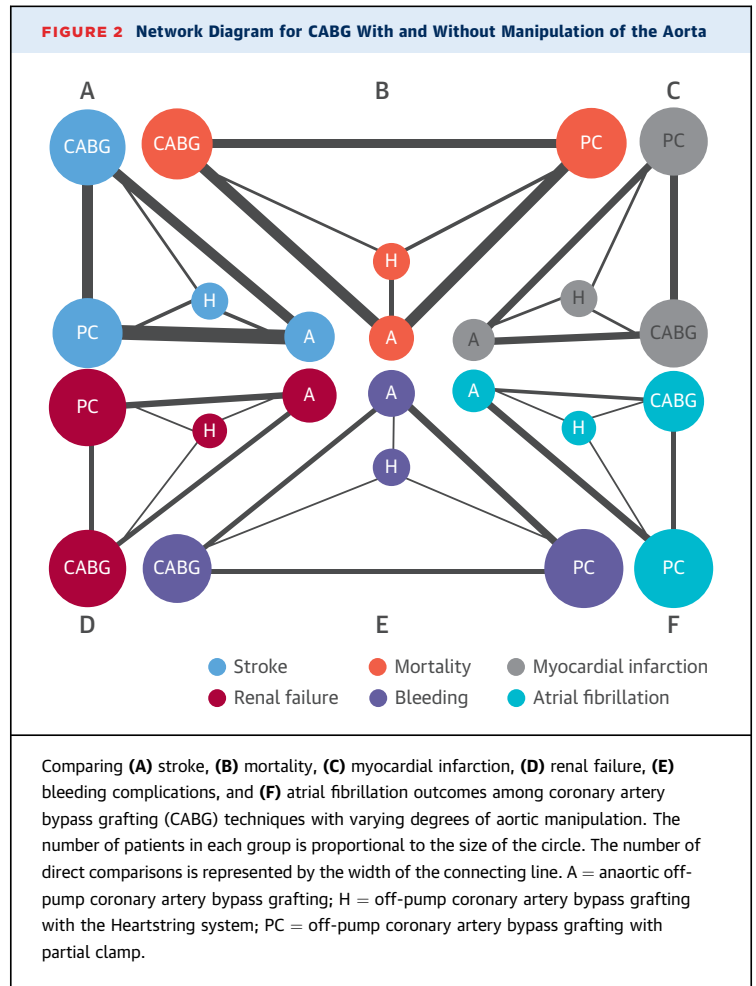 FIGURE 2 Network Diagram for CABG With and Without Manipulation of the Aorta
A
B
C
CABG
CABG
PC
PC
H
H
H
PC
A
A
A
CABG
PC
A
A
A
CABG
H
H
H
CABG
CABG
PC
PC
D
E
F
Stroke
Mortality
Myocardial infarction
Renal failure
Bleeding
Atrial fibrillation
Comparing (A) stroke, (B) mortality, (C) myocardial infarction, (D) renal failure, (E)
bleeding complications, and (F) atrial fibrillation outcomes among coronary artery
bypass grafting (CABG) techniques with varying degrees of aortic manipulation. The
number of patients in each group is proportional to the size of the circle. The number of
direct comparisons is represented by the width of the connecting line. A = anaortic off-
pump coronary artery bypass grafting; H = off-pump coronary artery bypass grafting
with the Heartstring system; PC = off-pump coronary artery bypass grafting with
partial clamp.